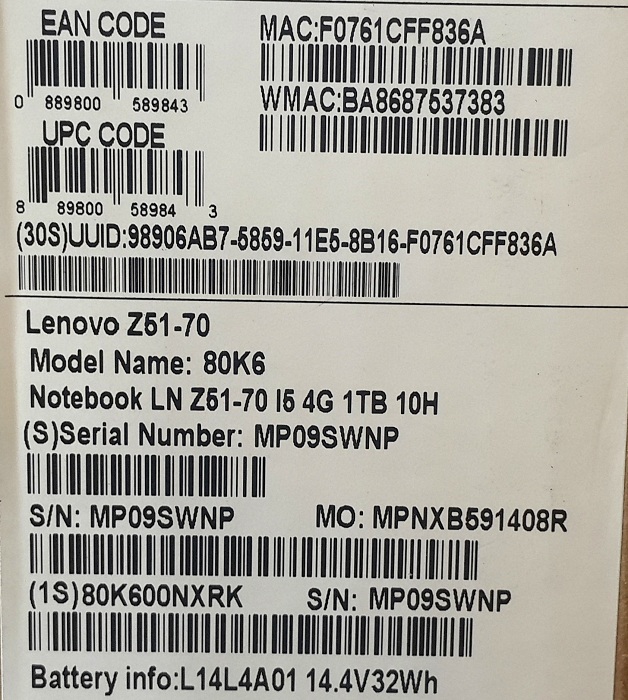 EAN CODE
0 889800 589843
UPC CODE
8 89800 58984 3
MAC:F0761CFF836A
WMAC:BA8687537383
(30S)UUID:98906AB7-5859-11E5-8B16-F0761CFF836A
Lenovo Z51-70
Model Name: 80K6
Notebook LN Z51-70 I5 4G 1TB 10H
(S)Serial Number: MP09SWNP
S/N: MP09SWNP MO: MPNXB591408R
(1S)80K600NXRK S/N: MP09SWNP
Battery info:L14L4A01 14.4V32Wh